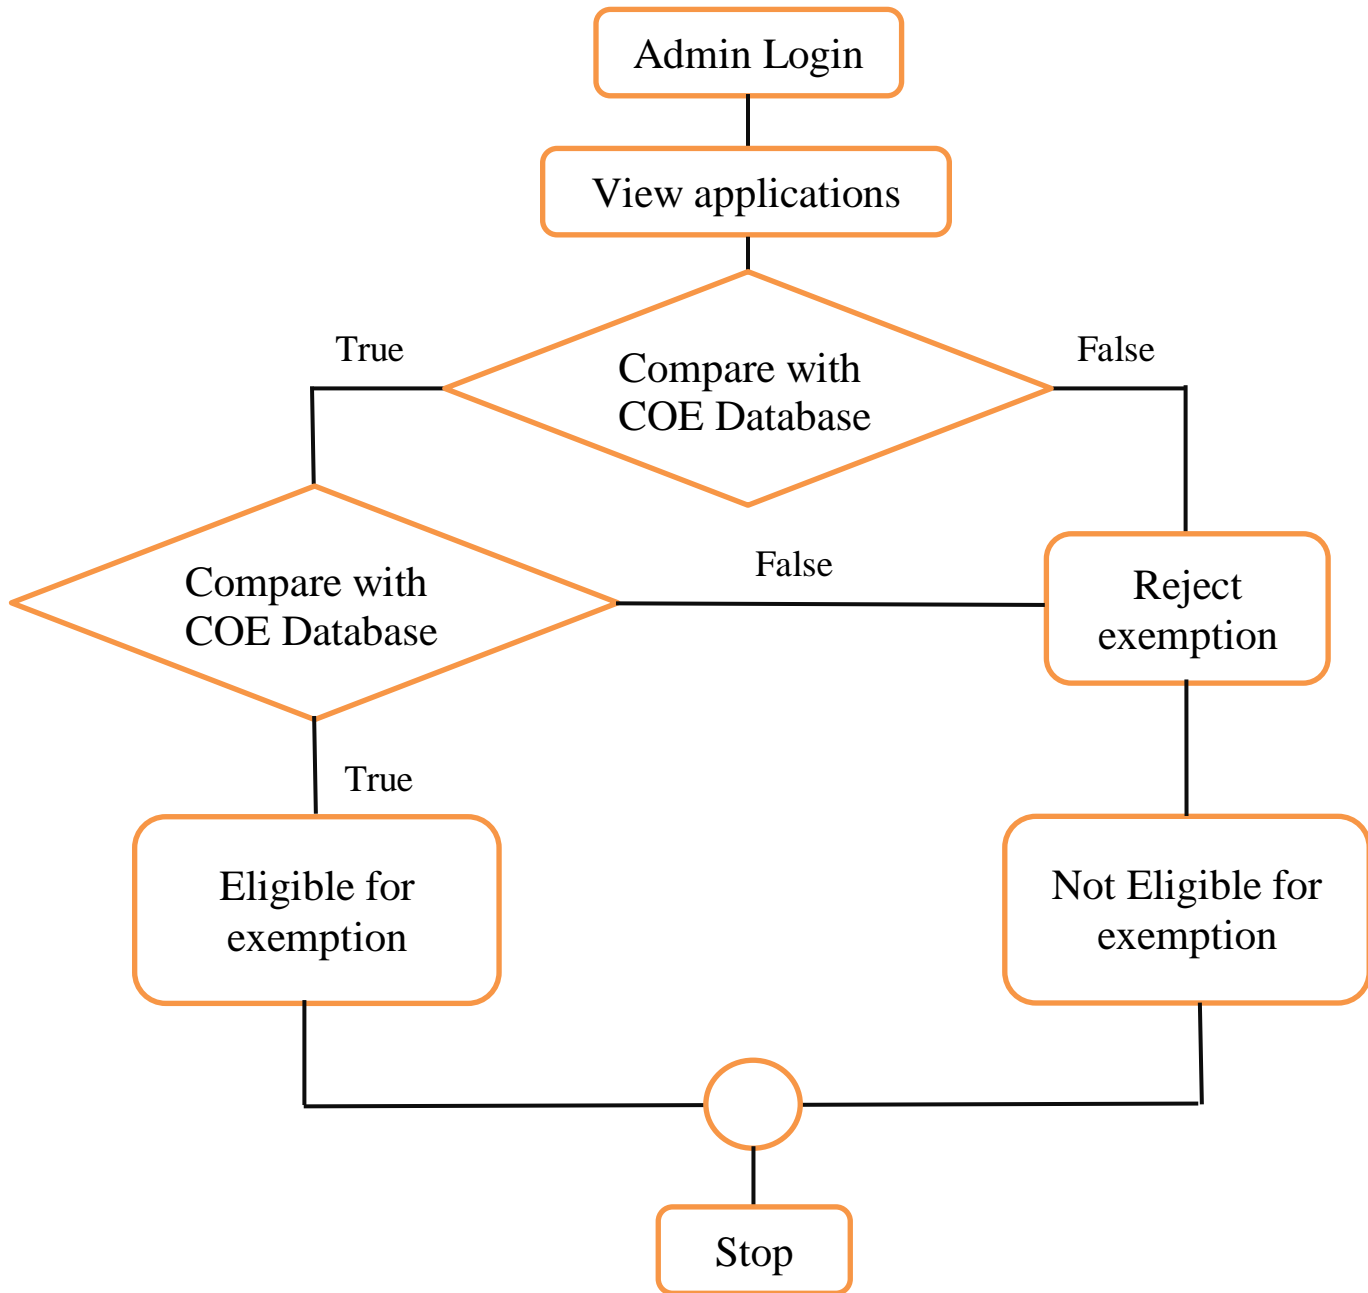 Admin Login
View applications
True
False
Compare with
COE Database
False
Compare with
COE Database
Reject
exemption
True
Eligible for
exemption
Not Eligible for
exemption
Stop